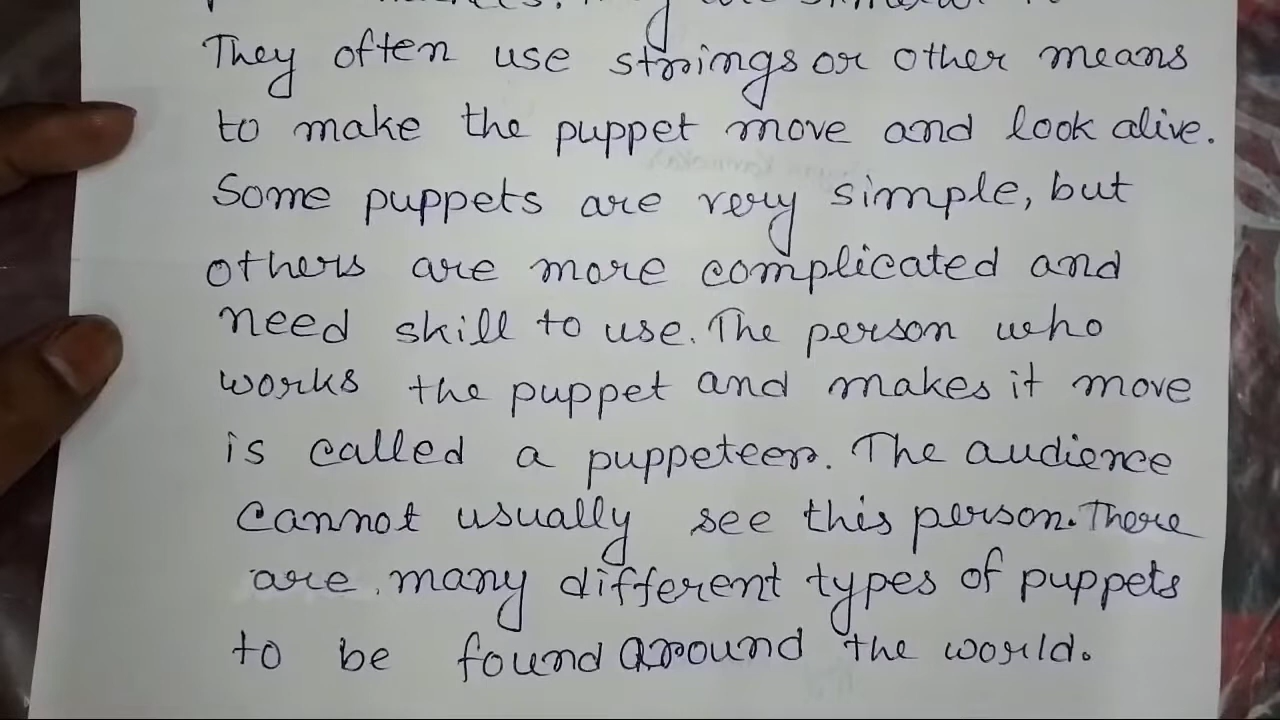 They often use strings or other means
to make the puppet move and look alive.
Some puppets are very simple, but
others are more complicated and
need skill to use. The person who
works the puppet and makes it move
is called a puppeteer. The audience
cannot usually see this person. There
are many different types of puppets
to be found around the world.